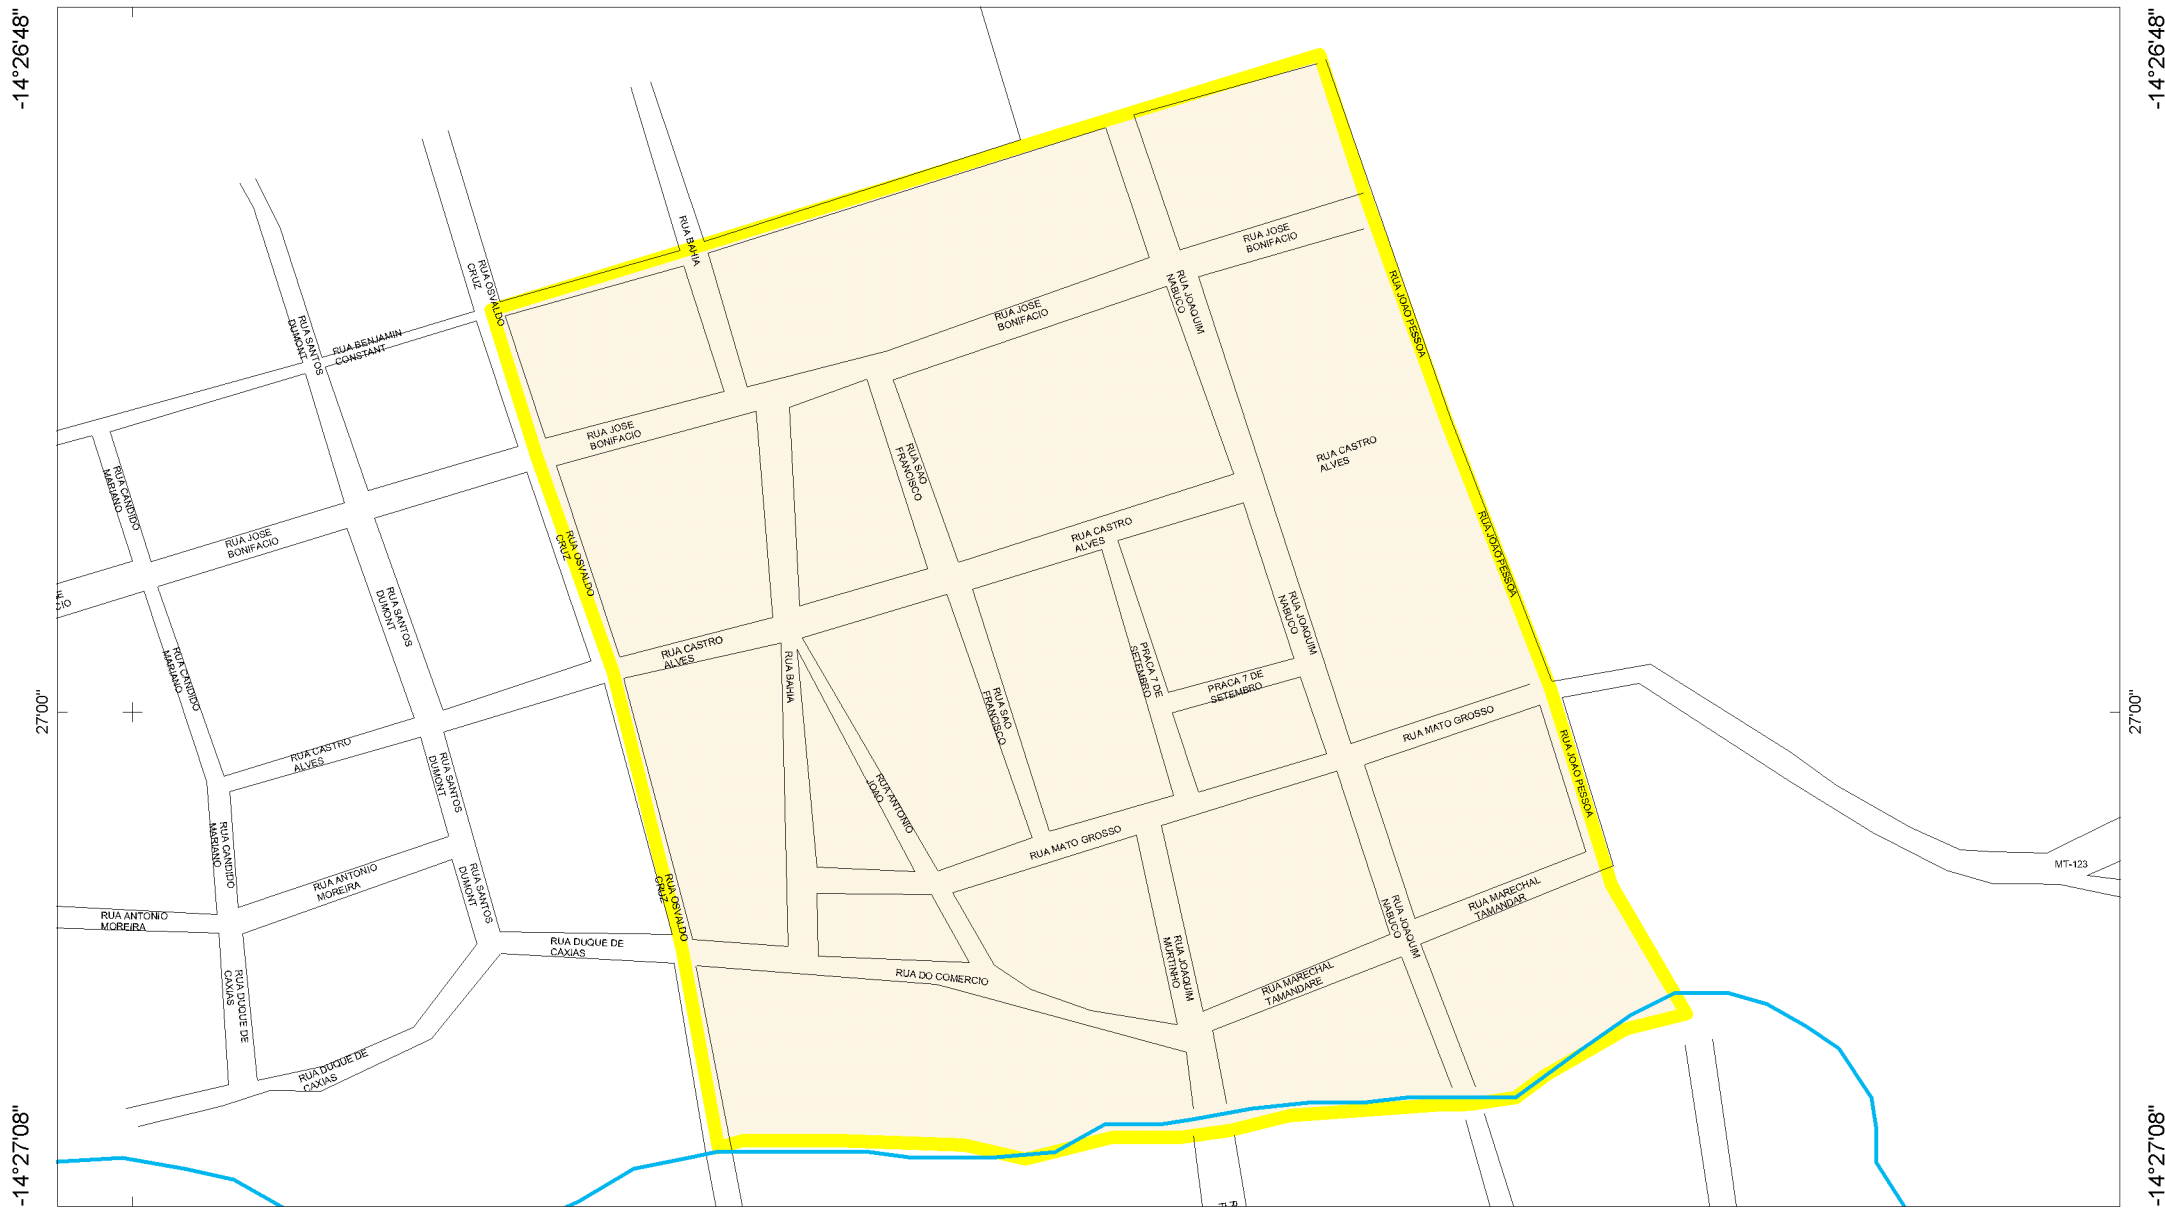 -14°26'48"
-14°26'48"
RUA BAHIA
RUA JOSE
BONIFACIO
RUA OSVALDO
CRUZ
RUA JOAQUIM
NABUCO
RUA JOAO PESSOA
RUA JOSE
BONIFACIO
RUA SANTOS
DUMONT
RUA BENJAMIN
CONSTANT
RUA JOSE
BONIFACIO
RUA CASTRO
ALVES
RUA SAO
FRANCISCO
RUA CANDIDO
MARIANO
RUA JOSE
BONIFACIO
RUA CASTRO
ALVES
RUA JOAO PESSOA
RUA OSVALDO
CRUZ
CIO
RUA SANTOS
DUMONT
RUA JOAQUIM
NABUCO
RUA CASTRO
ALVES
RUA CANDIDO
MARIANO
RUA BAHIA
PRACA 7 DE
SETEMBRO
PRACA 7 DE
SETEMBRO
RUA SAO
FRANCISCO
27'00"
27'00"
RUA MATO GROSSO
RUA JOAO PESSOA
RUA CASTRO
ALVES
RUA SANTOS
DUMONT
RUA ANTONIO
JOAO
RUA MATO GROSSO
RUA CANDIDO
MARIANO
MT-123
RUA ANTONIO
MOREIRA
RUA SANTOS
DUMONT
RUA OSVALDO
CRUZ
RUA MARECHAL
TAMANDAR
RUA JOAQUIM
NABUCO
RUA ANTONIO
MOREIRA
RUA DUQUE DE
CAXIAS
RUA JOAQUIM
MURTINHO
RUA DO COMERCIO
RUA MARECHAL
TAMANDARE
RUA DUQUE DE
CAXIAS
RUA DUQUE DE
CAXIAS
-14°27'08"
-14°27'08"